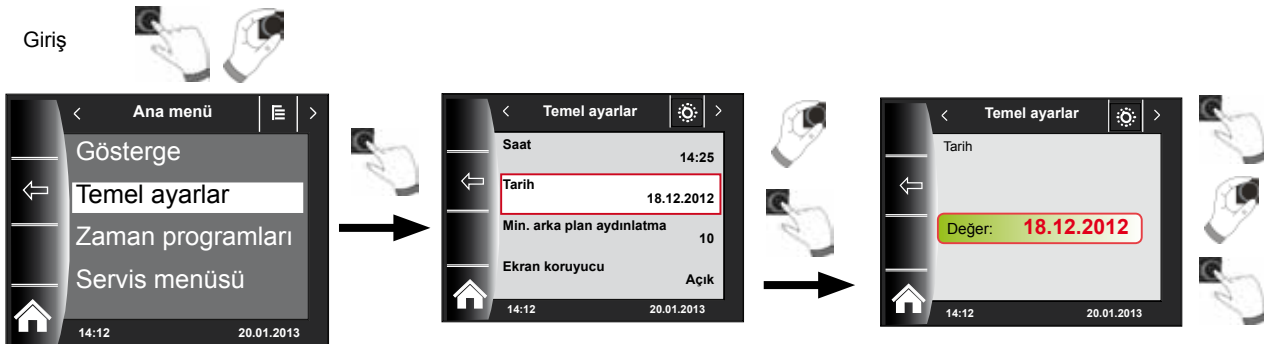 Giriş
Ana menü
Gösterge
Temel ayarlar
Zaman programları
Servis menüsü
14:12 20.01.2013
Temel ayarlar
Saat
14:25
Tarih
18.12.2012
Min. arka plan aydınlatma
10
Ekran koruyucu
Açık
14:12 20.01.2013
Temel ayarlar
Tarih
Değer: 18.12.2012
14:12 20.01.2013